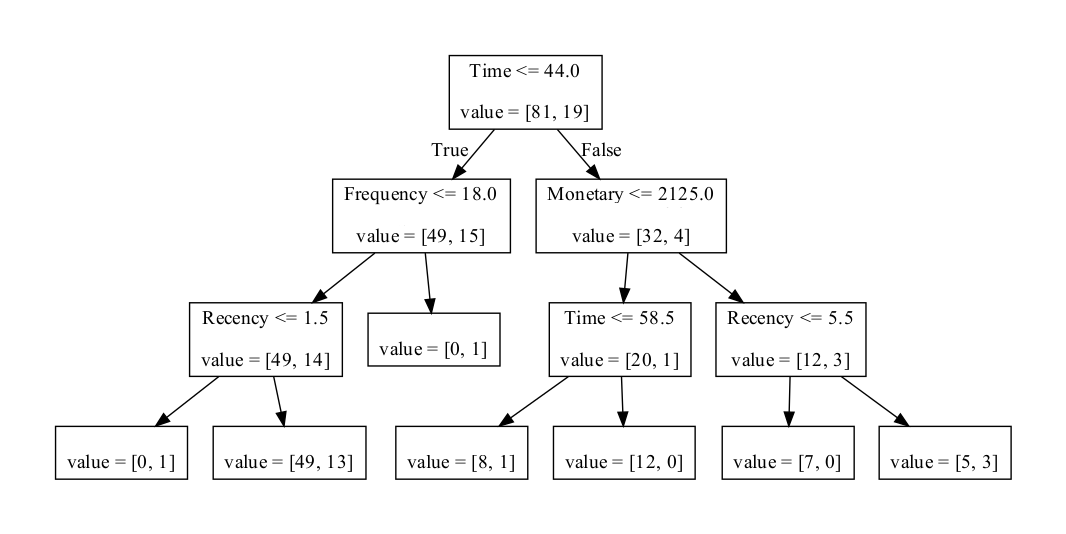 Time <= 44.0
value = [81, 19]
True
False
Frequency <= 18.0
value = [49, 15]
Monetary <= 2125.0
value = [32, 4]
Recency <= 1.5
value = [49, 14]
value = [0, 1]
Time <= 58.5
value = [20, 1]
Recency <= 5.5
value = [12, 3]
value = [0, 1]
value = [49, 13]
value = [8, 1]
value = [12, 0]
value = [7, 0]
value = [5, 3]